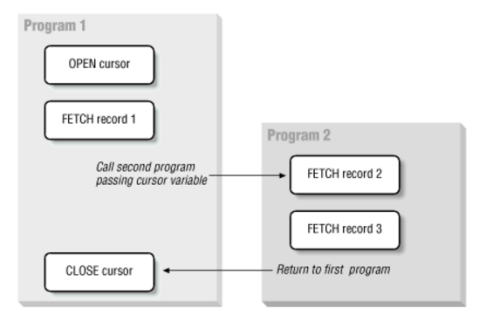 Program 1
OPEN cursor
FETCH record 1
Call second program
passing cursor variable
Program 2
FETCH record 2
FETCH record 3
Return to first program
CLOSE cursor